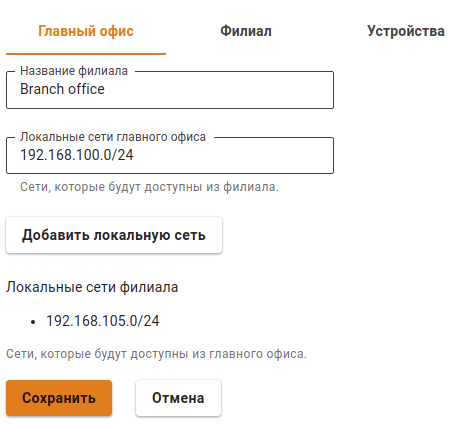 Главный офис Филиал Устройства
Название филиала
Branch office
Локальные сети главного офиса
192.168.100.0/24
Сети, которые будут доступны из филиала.
Добавить локальную сеть
Локальные сети филиала
• 192.168.105.0/24
Сети, которые будут доступны из главного офиса.
Сохранить Отмена